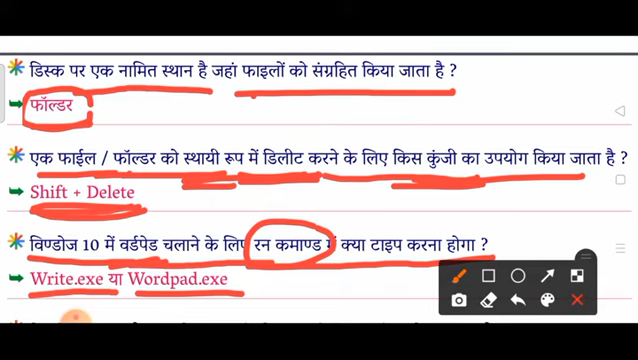 डिस्क पर एक नामित स्थान है जहां फाइलों को संग्रहित किया जाता है ?
फॉल्डर
एक फाईल / फॉल्डर को स्थायी रूप में डिलीट करने के लिए किस कुंजी का उपयोग किया जाता है ?
Shift + Delete
विण्डोज 10 में वर्डपेड चलाने के लिए रन कमाण्ड में क्या टाइप करना होगा ?
Write.exe या Wordpad.exe